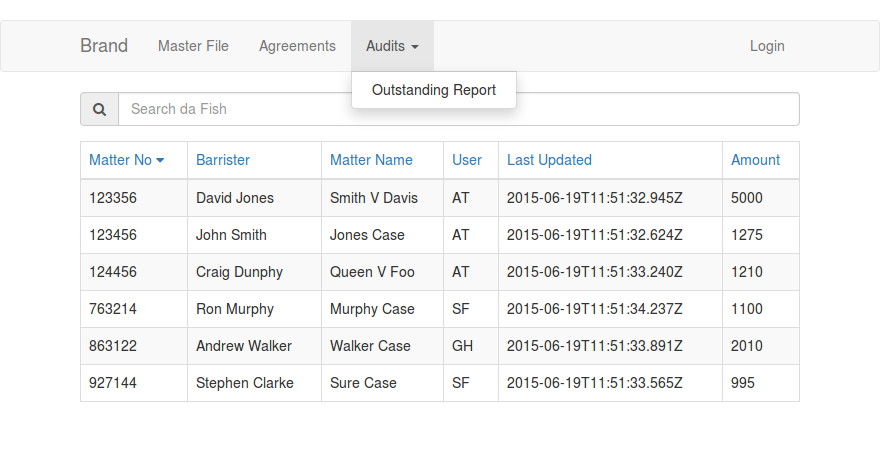 Brand Master File Agreements Audits Login
Outstanding Report
Search da Fish
Matter No Barrister Matter Name User Last Updated Amount
123356 David Jones Smith V Davis AT 2015-06-19T11:51:32.945Z 5000
123456 John Smith Jones Case AT 2015-06-19T11:51:32.624Z 1275
124456 Craig Dunphy Queen V Foo AT 2015-06-19T11:51:33.240Z 1210
763214 Ron Murphy Murphy Case SF 2015-06-19T11:51:34.237Z 1100
863122 Andrew Walker Walker Case GH 2015-06-19T11:51:33.891Z 2010
927144 Stephen Clarke Sure Case SF 2015-06-19T11:51:33.565Z 995